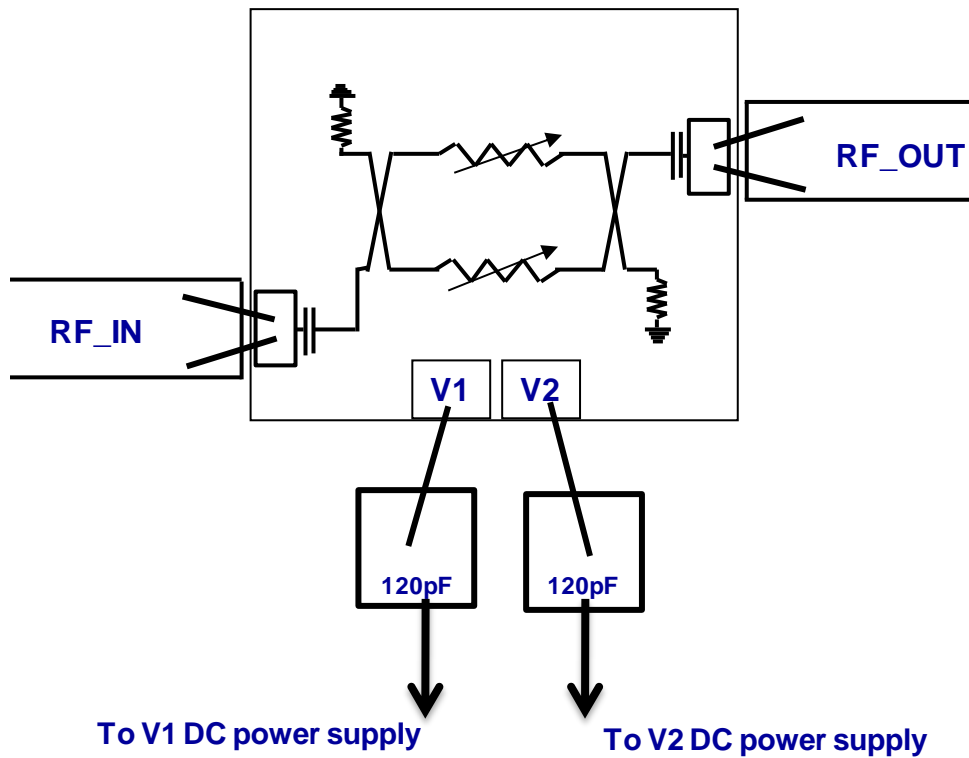 RF_OUT
RF_IN
V1
V2
120pF
120pF
To V1 DC power supply
To V2 DC power supply